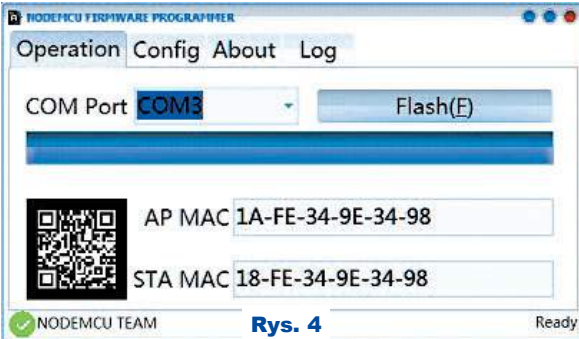 NODEMCU FIRMWARE PROGRAMMER
Operation Config About Log
COM Port COM3 Flash(F)
AP MAC 1A-FE-34-9E-34-98
STA MAC 18-FE-34-9E-34-98
NODEMCU TEAM Rys. 4 Ready